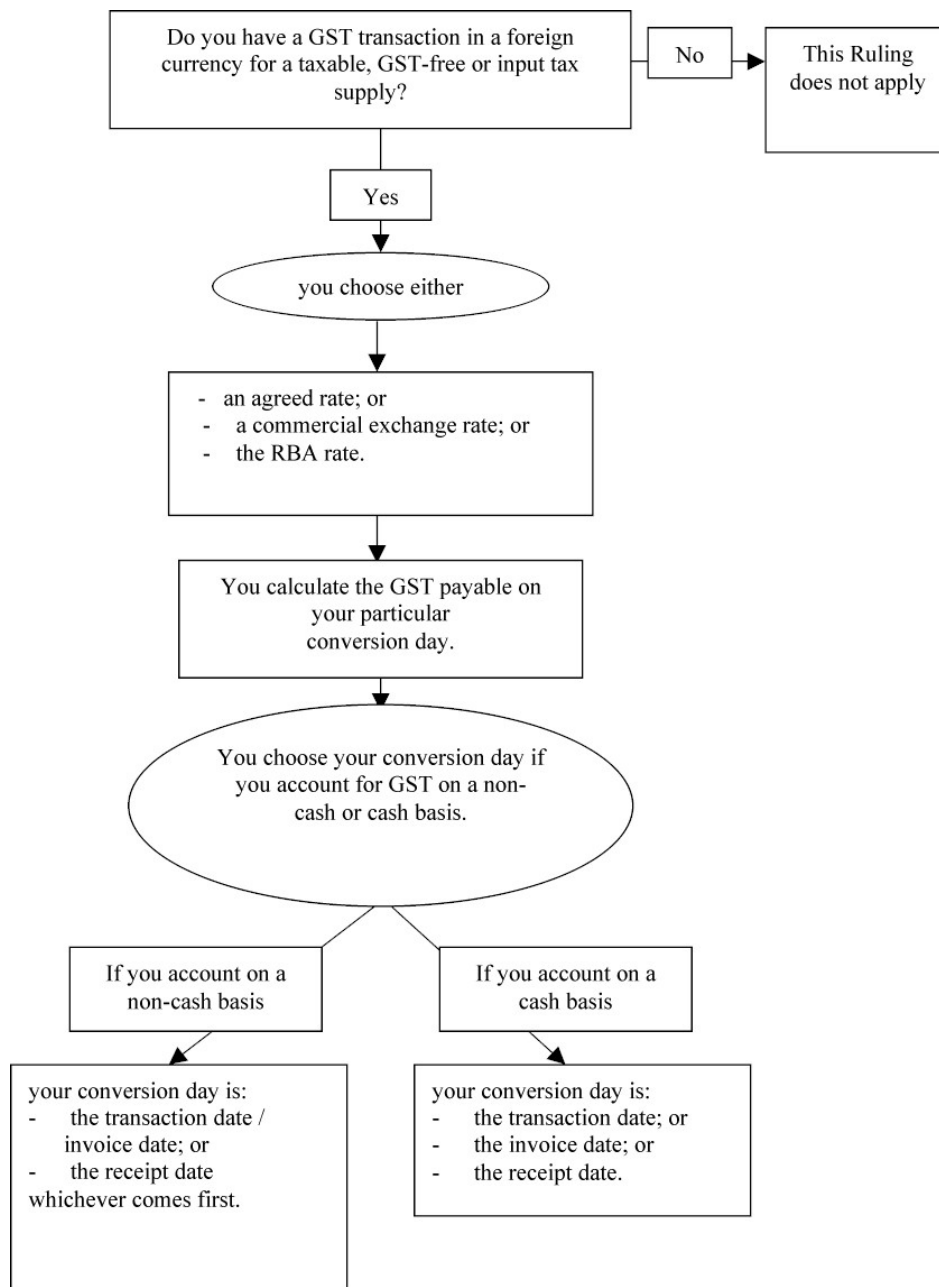 Do you have a GST transaction in a foreign
currency for a taxable, GST-free or input tax
supply?
No
This Ruling
does not apply
Yes
you choose either
- an agreed rate; or
- a commercial exchange rate; or
- the RBA rate.
You calculate the GST payable on
your particular
conversion day.
You choose your conversion day if
you account for GST on a non-
cash or cash basis.
If you account on a
non-cash basis
If you account on a
cash basis
your conversion day is:
- the transaction date /
invoice date; or
- the receipt date
whichever comes first.
your conversion day is:
- the transaction date; or
- the invoice date; or
- the receipt date.